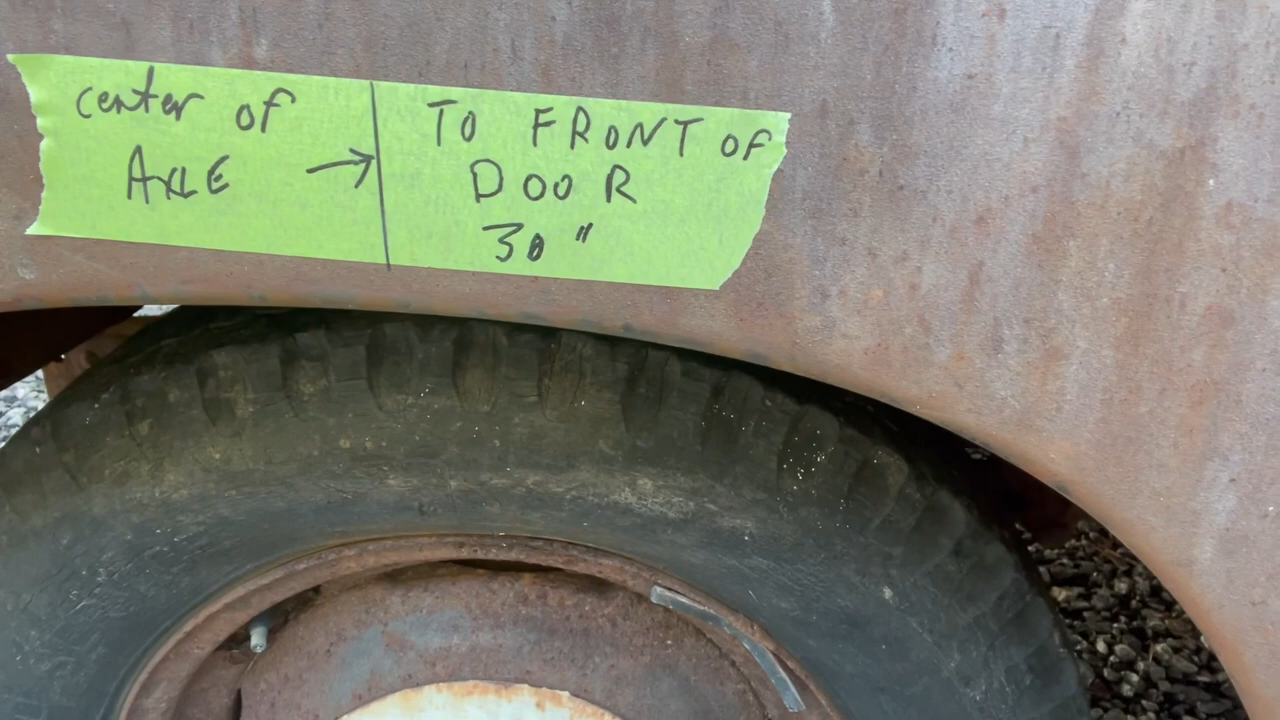 center of
AXLE →
TO FRONT OF
DOOR
30"